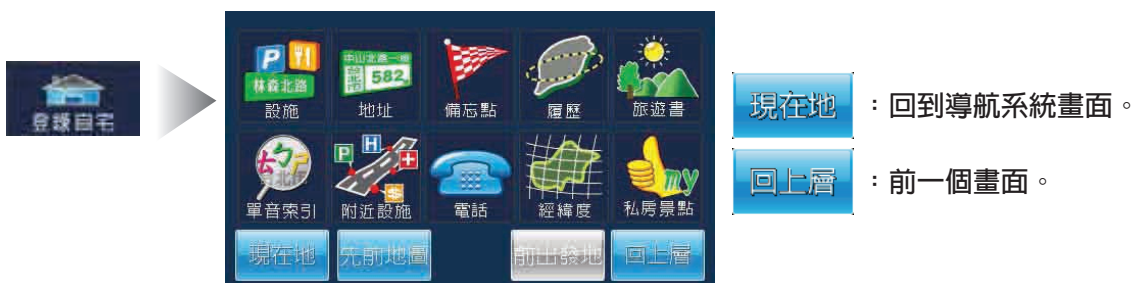 登錄自宅
P
林森北路
設施
中山北路一段
台北市 582
地址
備忘點
履歷
旅遊書
ㄅㄆㄗ
單音索引
P H
附近設施
電話
經緯度
my
私房景點
現在地
先前地圖
前出發地
回上層
現在地
:回到導航系統畫面。
回上層
:前一個畫面。